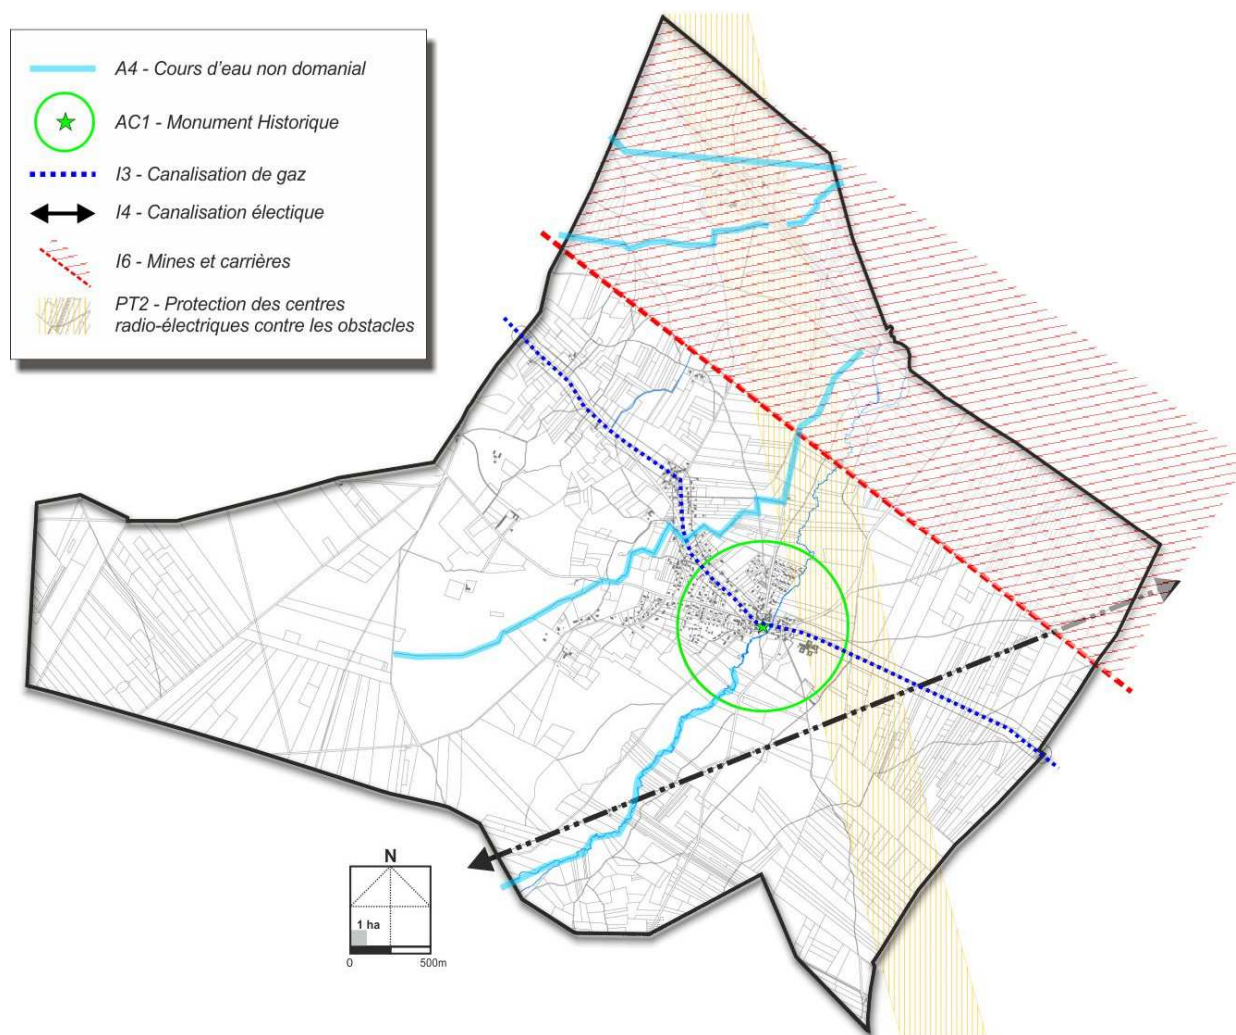 A4 - Cours d'eau non domanial
AC1 - Monument Historique
I3 - Canalisation de gaz
I4 - Canalisation électique
I6 - Mines et carrières
PT2 - Protection des centres
radio-électriques contre les obstacles
N
1 ha
0 500m